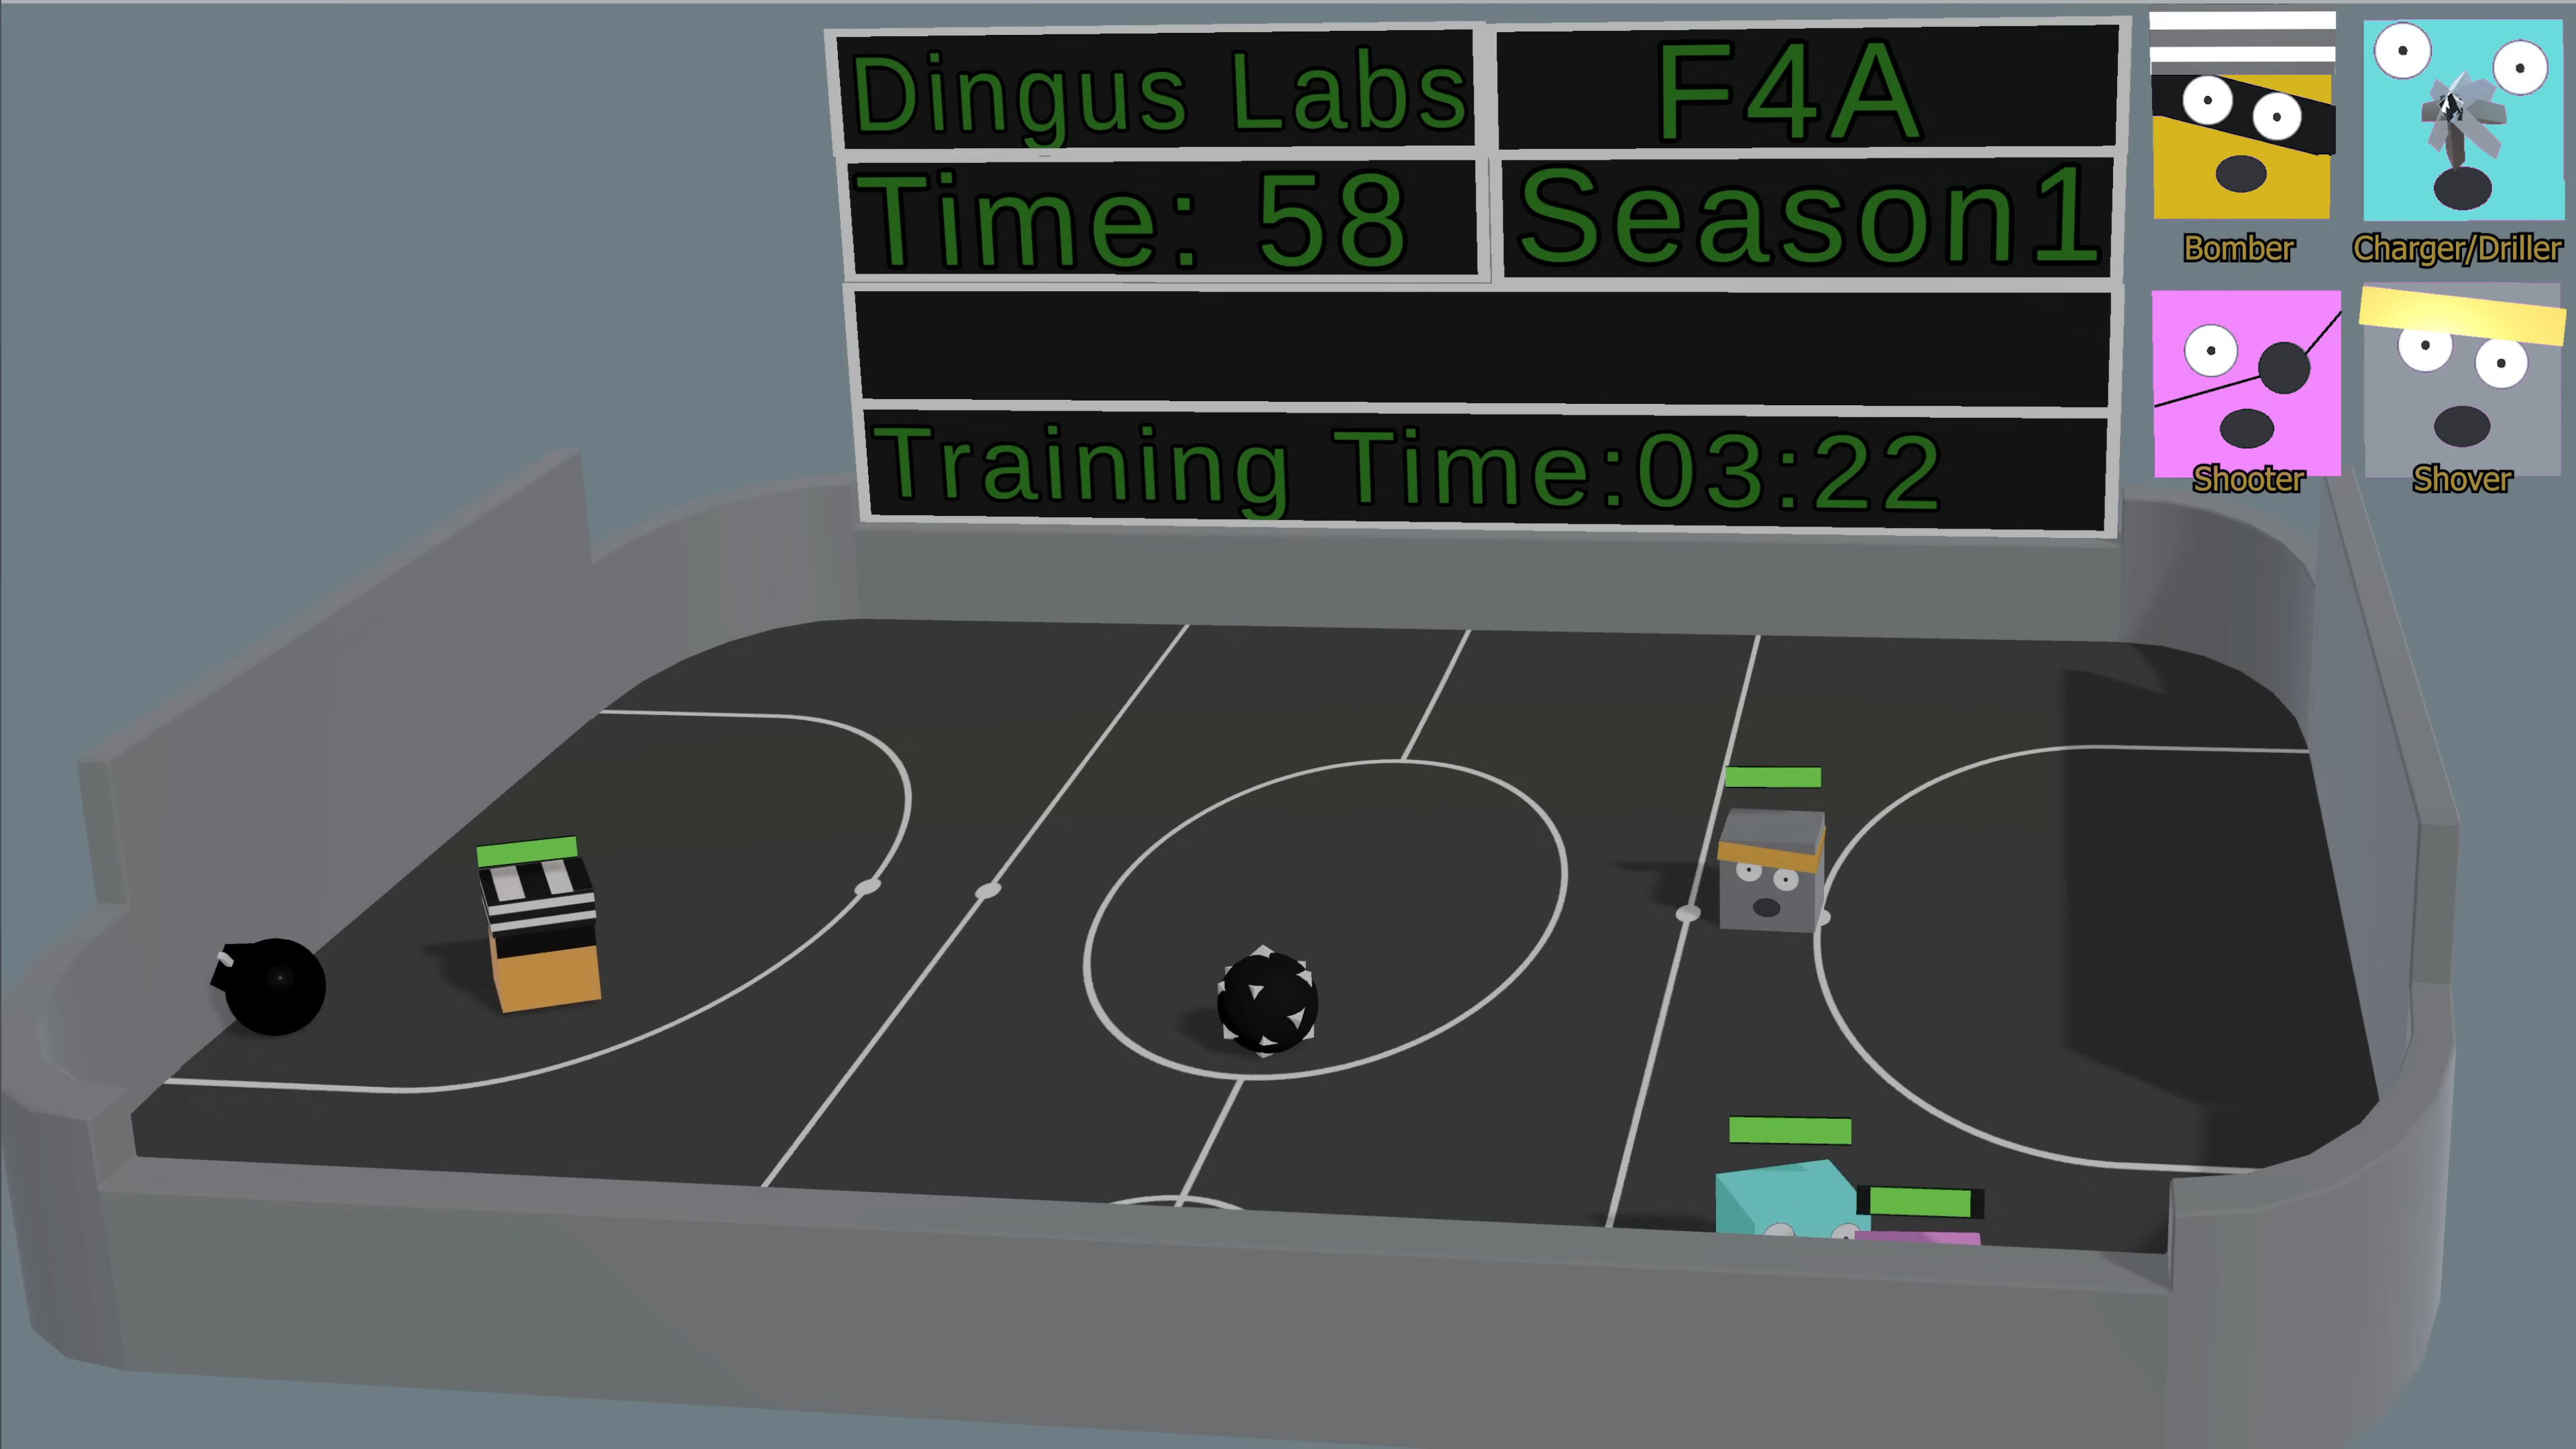 Dingus Labs
F4A
Time: 58
Season1
Training Time:03:22
Bomber
Charger/Driller
Shooter
Shover